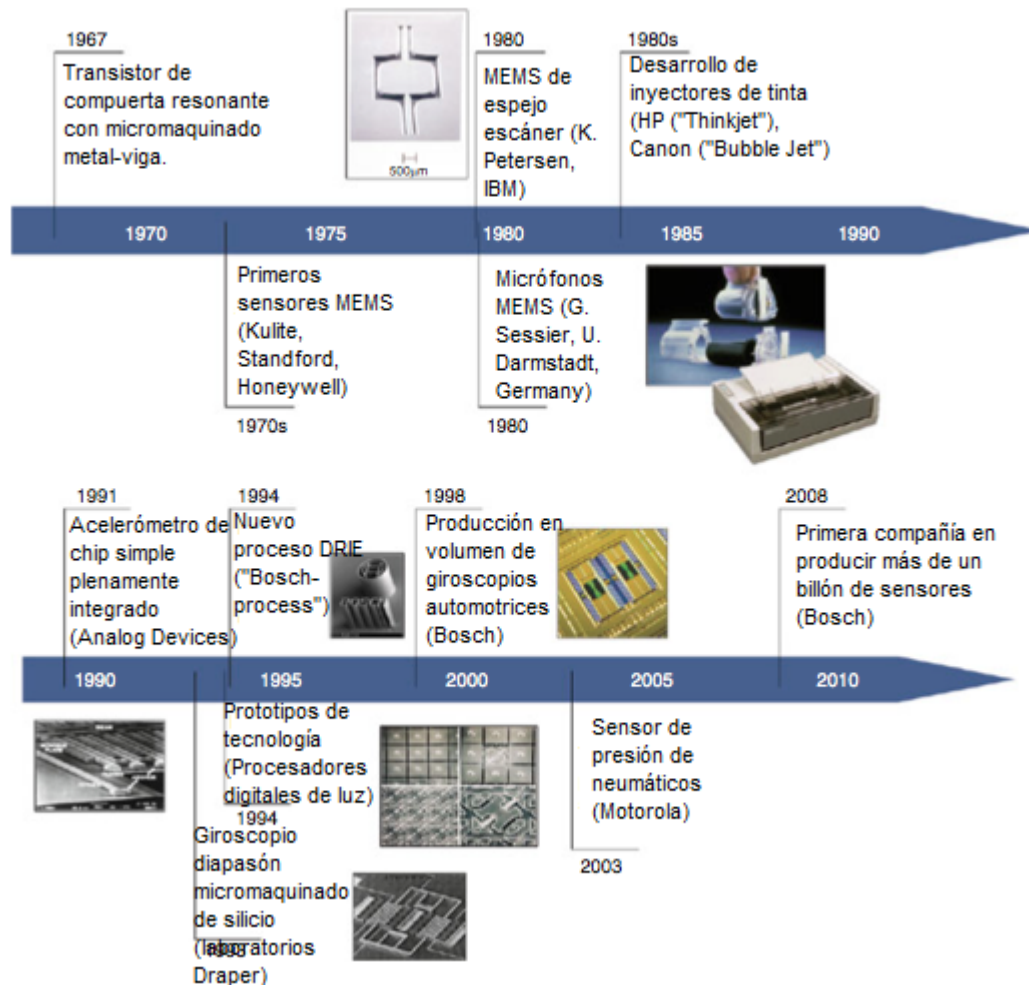 1967
Transistor de
compuerta resonante
con micromaquinado
metal-viga.
500µm
1980
MEMS de
espejo
escáner (K.
Petersen,
IBM)
1980s
Desarrollo de
inyectores de tinta
(HP ("Thinkjet"),
Canon ("Bubble Jet")
1970
1975
1980
1985
1990
Primeros
sensores MEMS
(Kulite,
Standford,
Honeywell)
1970s
Micrófonos
MEMS (G.
Sessier, U.
Darmstadt,
Germany)
1980
1991
Acelerómetro de
chip simple
plenamente
integrado
(Analog Devices)
1994
Nuevo
proceso DRIE
("Bosch-
process")
BOSCH
1998
Producción en
volumen de
giroscopios
automotrices
(Bosch)
2008
Primera compañía en
producir más de un
billón de sensores
(Bosch)
1990
1995
2000
2005
2010
Prototipos de
tecnología
(Procesadores
digitales de luz)
1994
Giroscopio
diapasón
micromaquinado
de silicio
(laboratorios
1993
Draper)
Sensor de
presión de
neumáticos
(Motorola)
2003